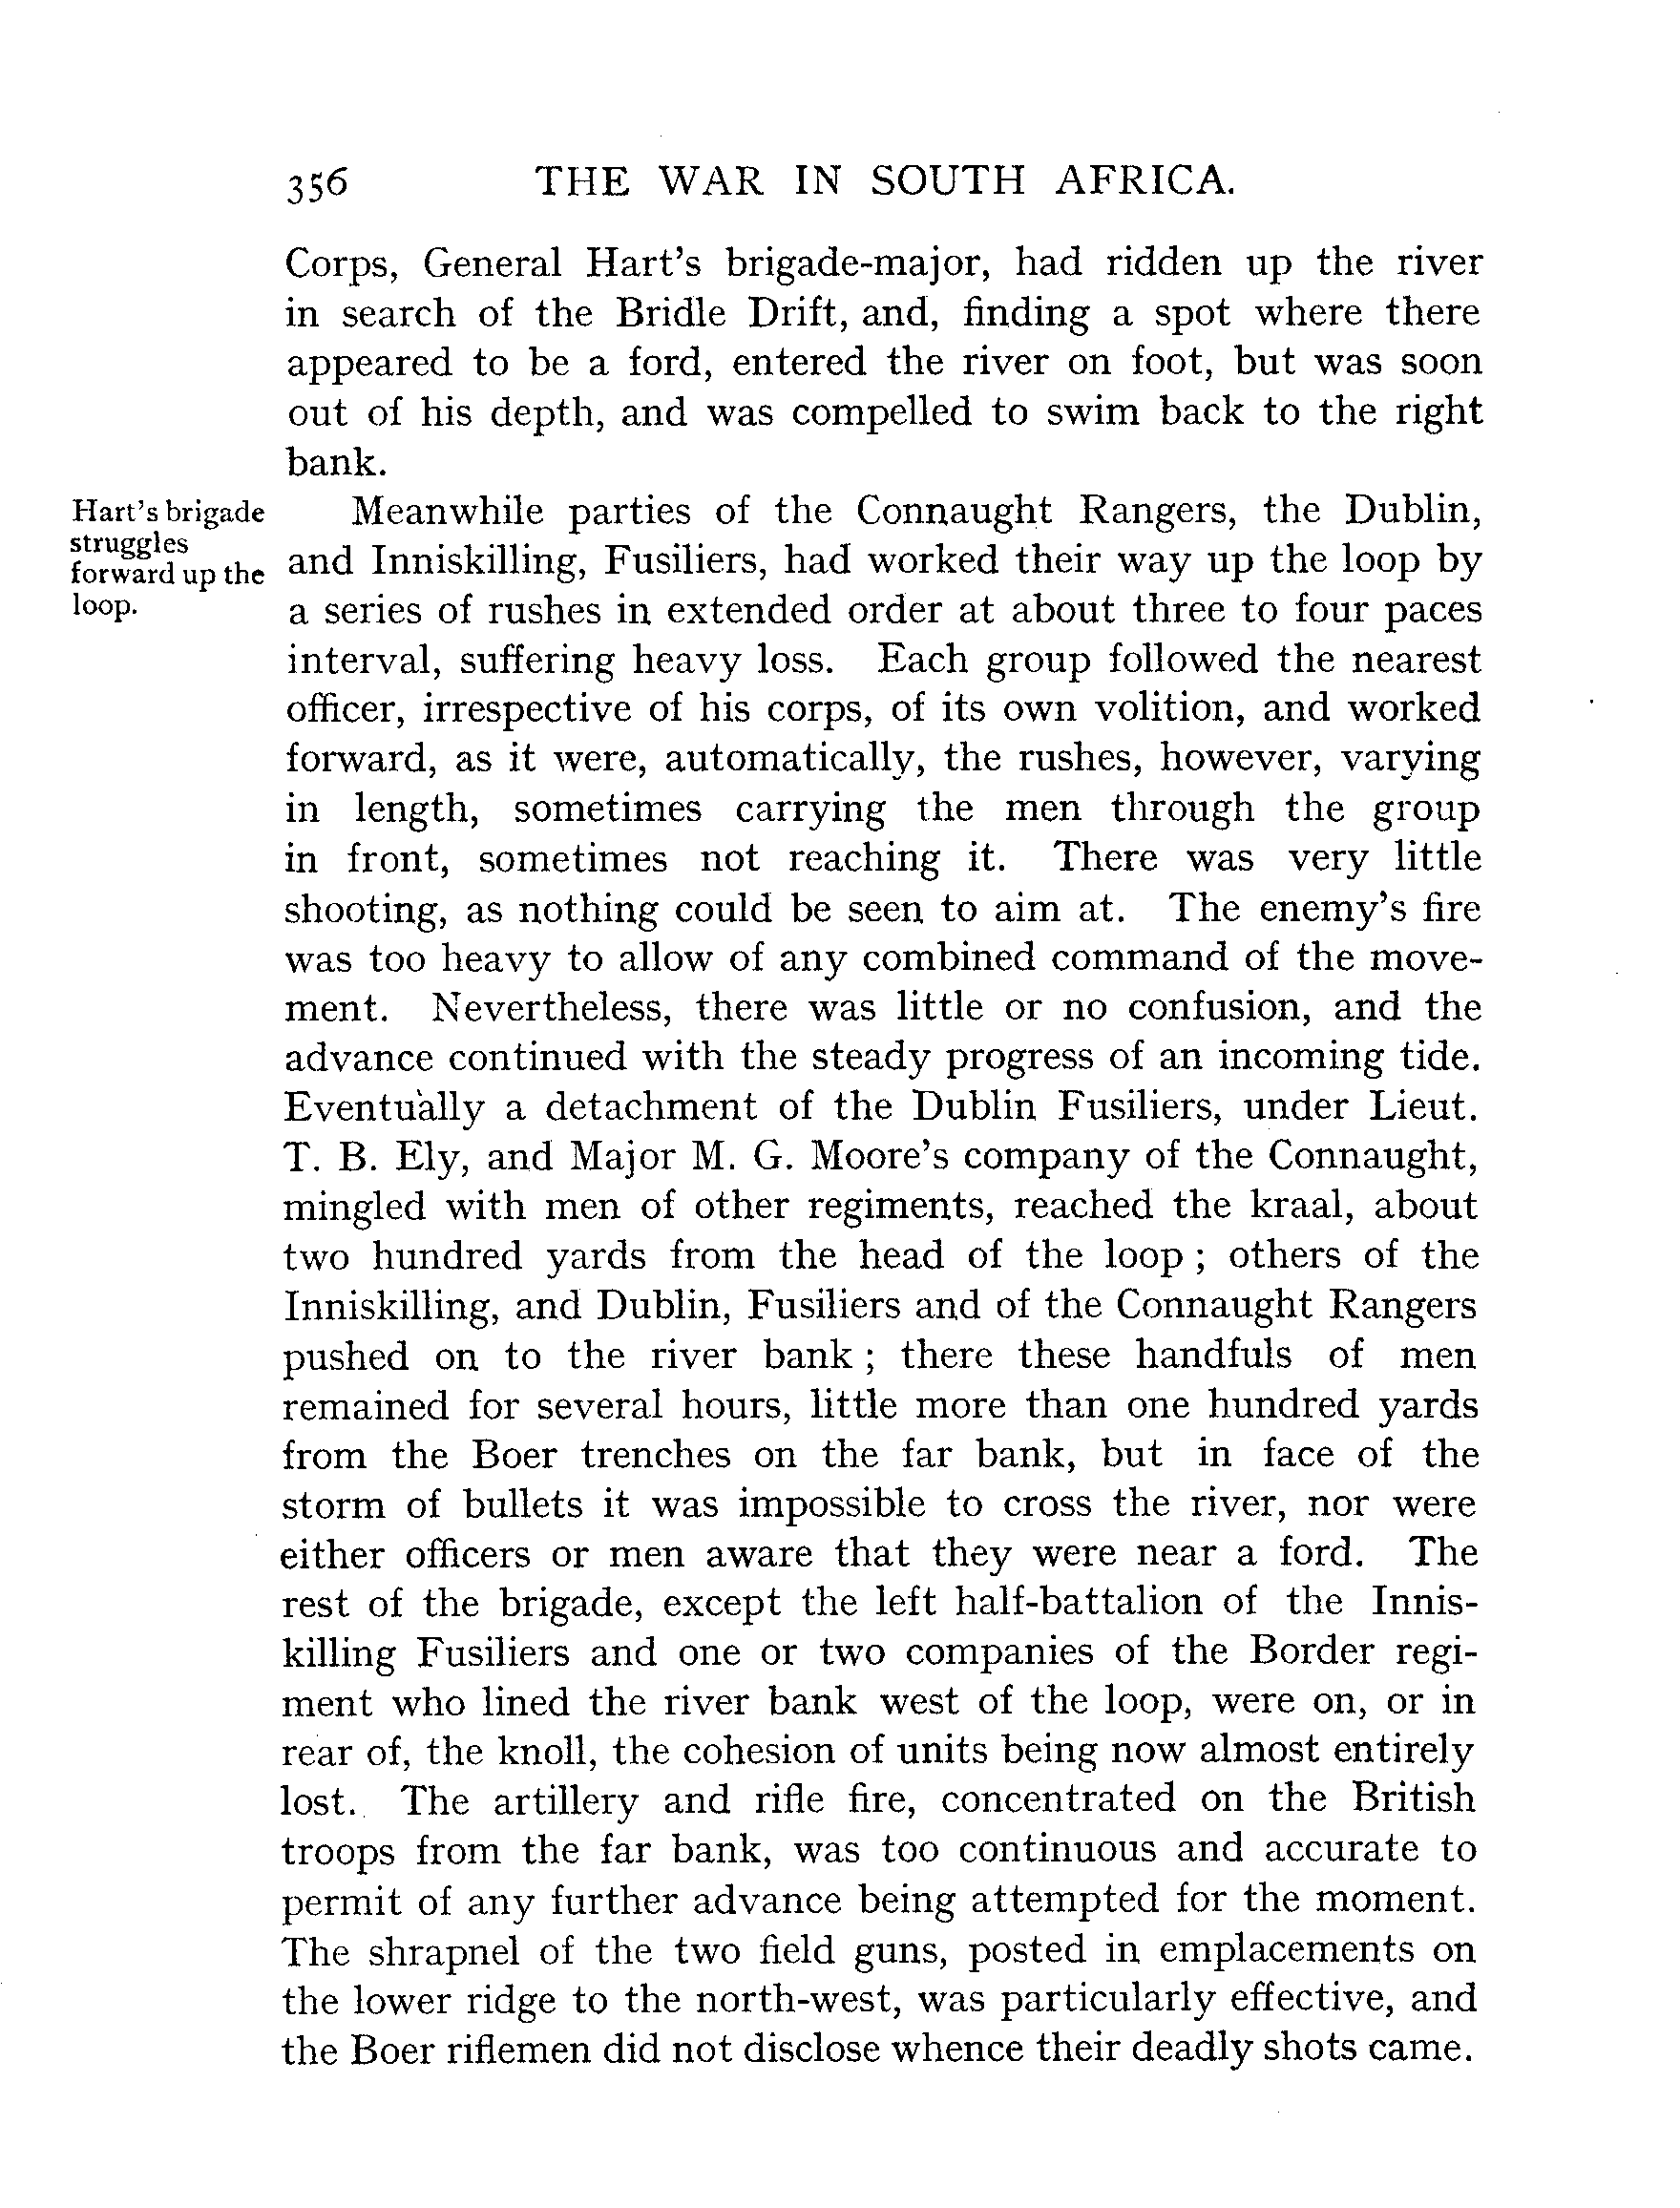 356 THE WAR IN SOUTH AFRICA.
Corps, General Hart's brigade-major, had ridden up the river
in search of the Bridle Drift, and, finding a spot where there
appeared to be a ford, entered the river on foot, but was soon
out of his depth, and was compelled to swim back to the right
bank.
Hart's brigade
struggles
forward up the
loop.
Meanwhile parties of the Connaught Rangers, the Dublin,
and Inniskilling, Fusiliers, had worked their way up the loop by
a series of rushes in extended order at about three to four paces
interval, suffering heavy loss. Each group followed the nearest
officer, irrespective of his corps, of its own volition, and worked
forward, as it were, automatically, the rushes, however, varying
in length, sometimes carrying the men through the group
in front, sometimes not reaching it. There was very little
shooting, as nothing could be seen to aim at. The enemy's fire
was too heavy to allow of any combined command of the move-
ment. Nevertheless, there was little or no confusion, and the
advance continued with the steady progress of an incoming tide.
Eventually a detachment of the Dublin Fusiliers, under Lieut.
T. B. Ely, and Major M. G. Moore's company of the Connaught,
mingled with men of other regiments, reached the kraal, about
two hundred yards from the head of the loop ; others of the
Inniskilling, and Dublin, Fusiliers and of the Connaught Rangers
pushed on to the river bank ; there these handfuls of men
remained for several hours, little more than one hundred yards
from the Boer trenches on the far bank, but in face of the
storm of bullets it was impossible to cross the river, nor were
either officers or men aware that they were near a ford. The
rest of the brigade, except the left half-battalion of the Innis-
killing Fusiliers and one or two companies of the Border regi-
ment who lined the river bank west of the loop, were on, or in
rear of, the knoll, the cohesion of units being now almost entirely
lost. The artillery and rifle fire, concentrated on the British
troops from the far bank, was too continuous and accurate to
permit of any further advance being attempted for the moment.
The shrapnel of the two field guns, posted in emplacements on
the lower ridge to the north-west, was particularly effective, and
the Boer riflemen did not disclose whence their deadly shots came.